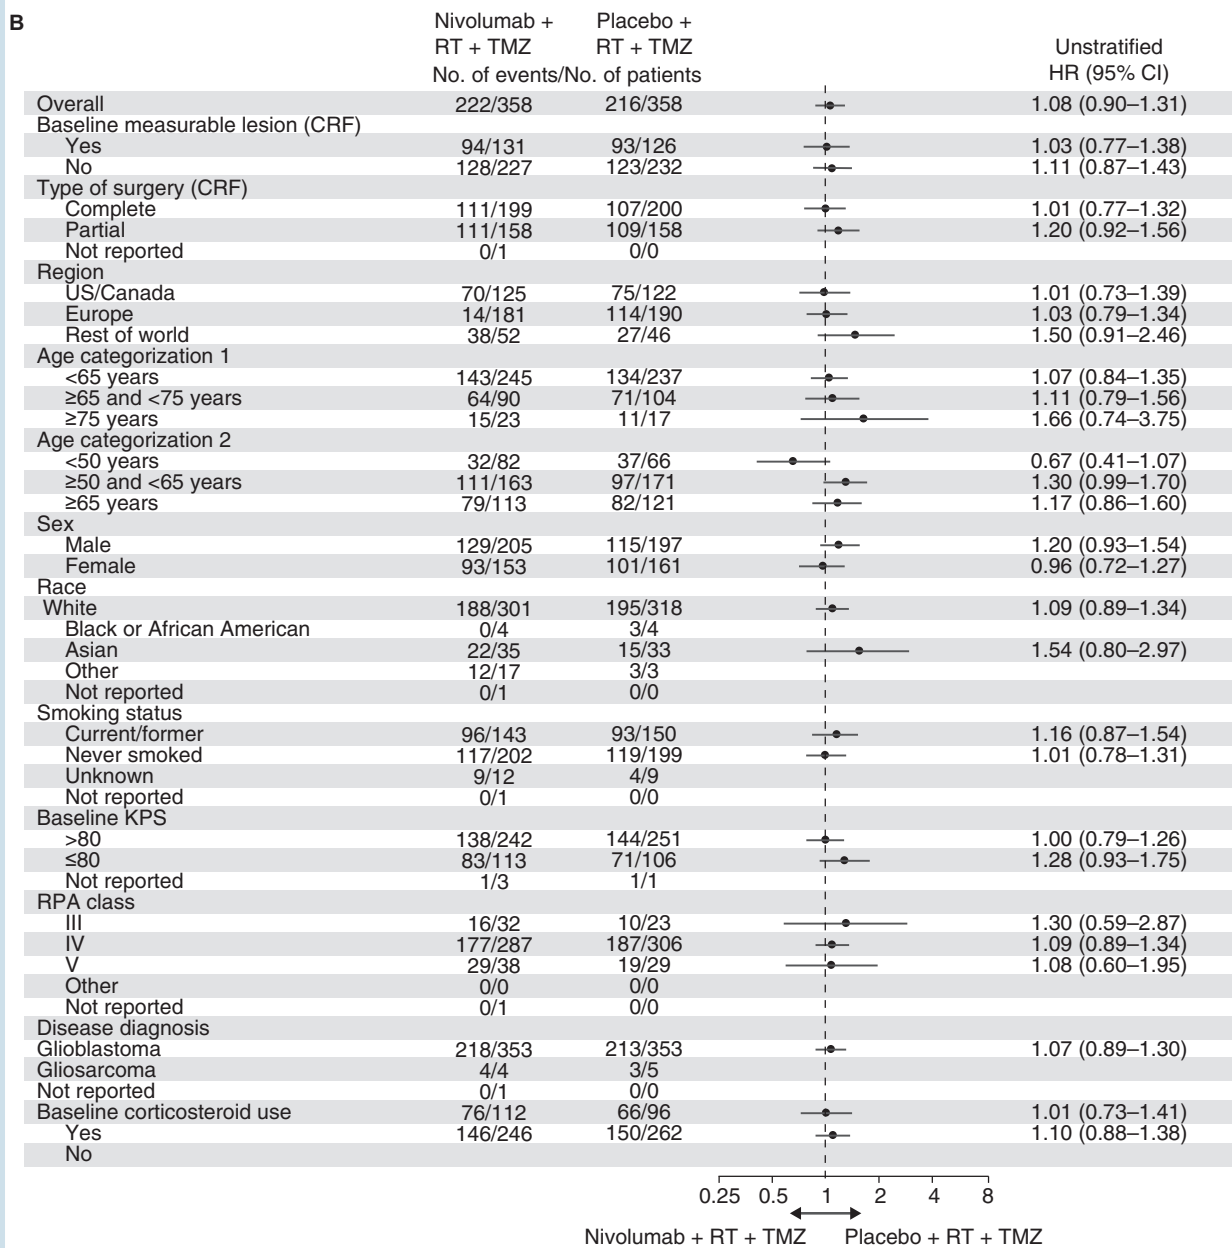 B
Nivolumab + Placebo +
RT + TMZ RT + TMZ Unstratified
No. of events/No. of patients HR (95% CI)
Overall 222/358 216/358 1.08 (0.90–1.31)
Baseline measurable lesion (CRF)
Yes 94/131 93/126 1.03 (0.77–1.38)
No 128/227 123/232 1.11 (0.87–1.43)
Type of surgery (CRF)
Complete 111/199 107/200 1.01 (0.77–1.32)
Partial 111/158 109/158 1.20 (0.92–1.56)
Not reported 0/1 0/0
Region
US/Canada 70/125 75/122 1.01 (0.73–1.39)
Europe 14/181 114/190 1.03 (0.79–1.34)
Rest of world 38/52 27/46 1.50 (0.91–2.46)
Age categorization 1
<65 years 143/245 134/237 1.07 (0.84–1.35)
≥65 and <75 years 64/90 71/104 1.11 (0.79–1.56)
≥75 years 15/23 11/17 1.66 (0.74–3.75)
Age categorization 2
<50 years 32/82 37/66 0.67 (0.41–1.07)
≥50 and <65 years 111/163 97/171 1.30 (0.99–1.70)
≥65 years 79/113 82/121 1.17 (0.86–1.60)
Sex
Male 129/205 115/197 1.20 (0.93–1.54)
Female 93/153 101/161 0.96 (0.72–1.27)
Race
White 188/301 195/318 1.09 (0.89–1.34)
Black or African American 0/4 3/4
Asian 22/35 15/33 1.54 (0.80–2.97)
Other 12/17 3/3
Not reported 0/1 0/0
Smoking status
Current/former 96/143 93/150 1.16 (0.87–1.54)
Never smoked 117/202 119/199 1.01 (0.78–1.31)
Unknown 9/12 4/9
Not reported 0/1 0/0
Baseline KPS
>80 138/242 144/251 1.00 (0.79–1.26)
≤80 83/113 71/106 1.28 (0.93–1.75)
Not reported 1/3 1/1
RPA class
III 16/32 10/23 1.30 (0.59–2.87)
IV 177/287 187/306 1.09 (0.89–1.34)
V 29/38 19/29 1.08 (0.60–1.95)
Other 0/0 0/0
Not reported 0/1 0/0
Disease diagnosis
Glioblastoma 218/353 213/353 1.07 (0.89–1.30)
Gliosarcoma 4/4 3/5
Not reported 0/1 0/0
Baseline corticosteroid use 76/112 66/96 1.01 (0.73–1.41)
Yes 146/246 150/262 1.10 (0.88–1.38)
No
0.25 0.5 1 2 4 8
Nivolumab + RT + TMZ Placebo + RT + TMZ